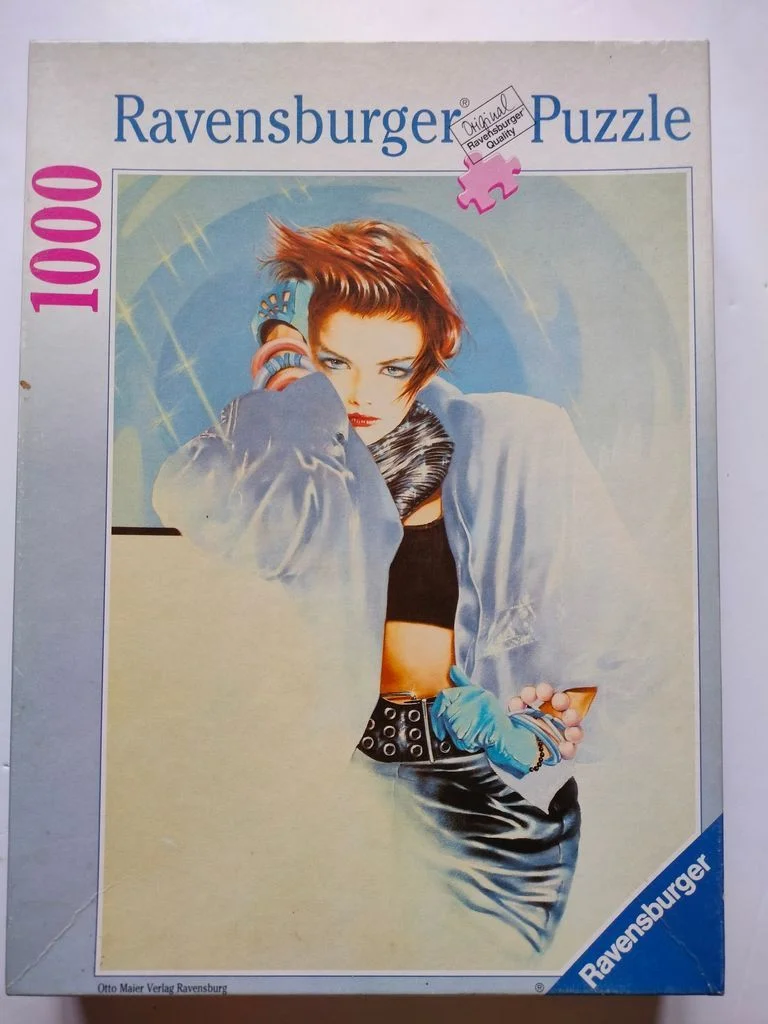 Ravensburger® Puzzle
Original
Ravensburger
Quality
1000
Ravensburger
Otto Maier Verlag Ravensburg
®